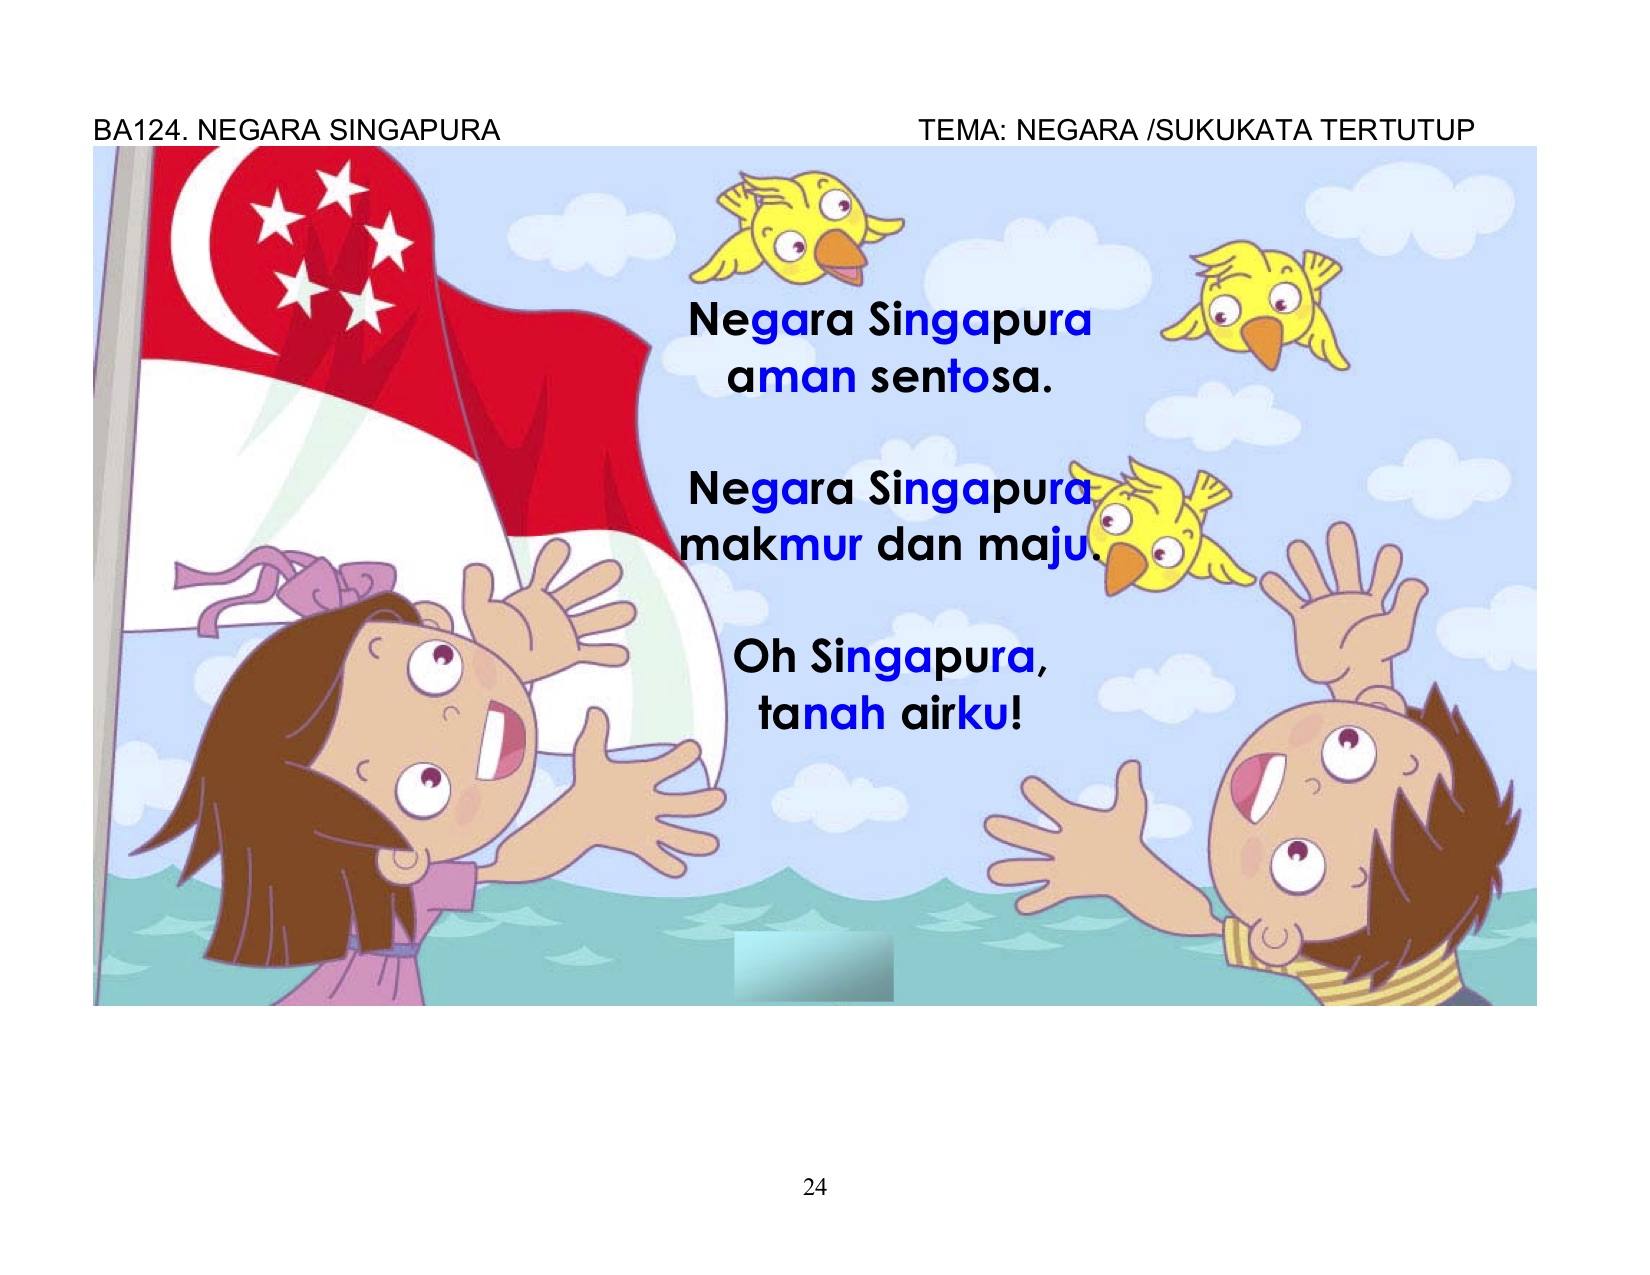 BA124. NEGARA SINGAPURA TEMA: NEGARA /SUKUKATA TERTUTUP
Negara Singapura
aman sentosa.
Negara Singapura
makmur dan maju.
Oh Singapura,
tanah airku!
24